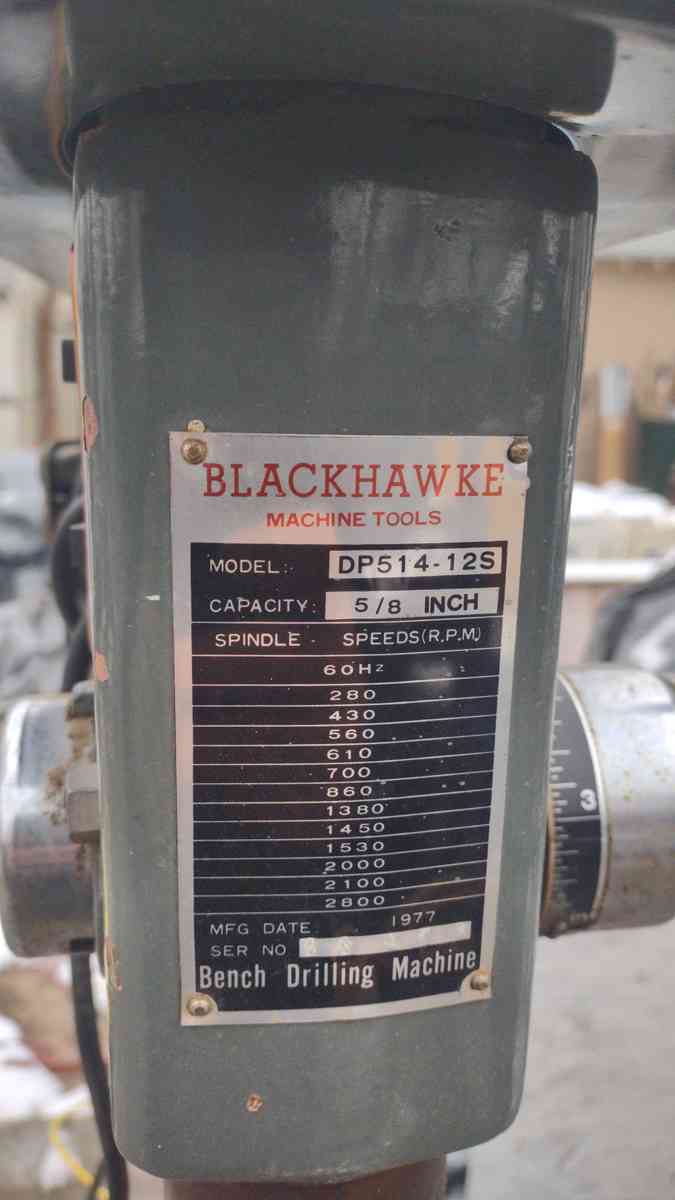 BLACKHAWKE
MACHINE TOOLS
MODEL: DP514-12S
CAPACITY: 5/8 INCH
SPINDLE - SPEEDS(R.P.M.)
60Hz
280
430
560
610
700
860
1380
1450
1530
2000
2100
2800
MFG DATE 1977
SER NO
Bench Drilling Machine
3